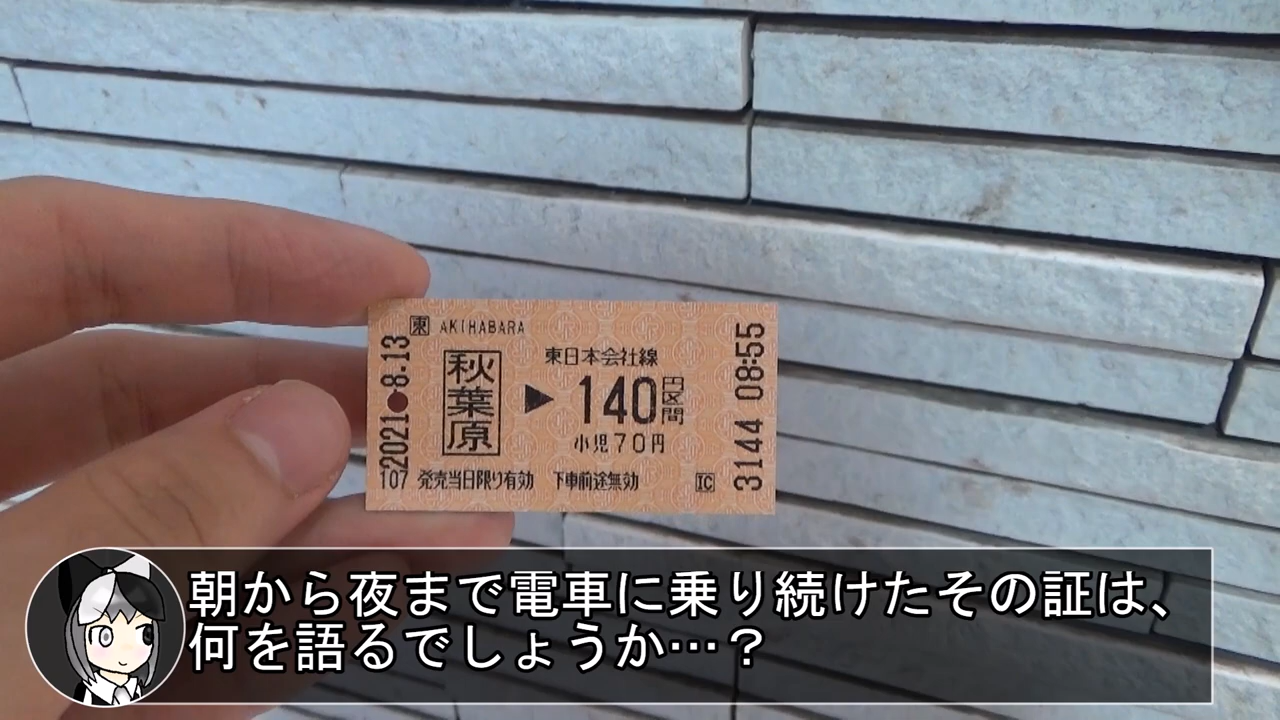 東 AKIHABARA
2021 8.13
秋葉原
東日本会社線
▶140円区間
小児70円
107 発売当日限り有効 下車前途無効 IC
3144 08:55
朝から夜まで電車に乗り続けたその証は、
何を語るでしょうか…？